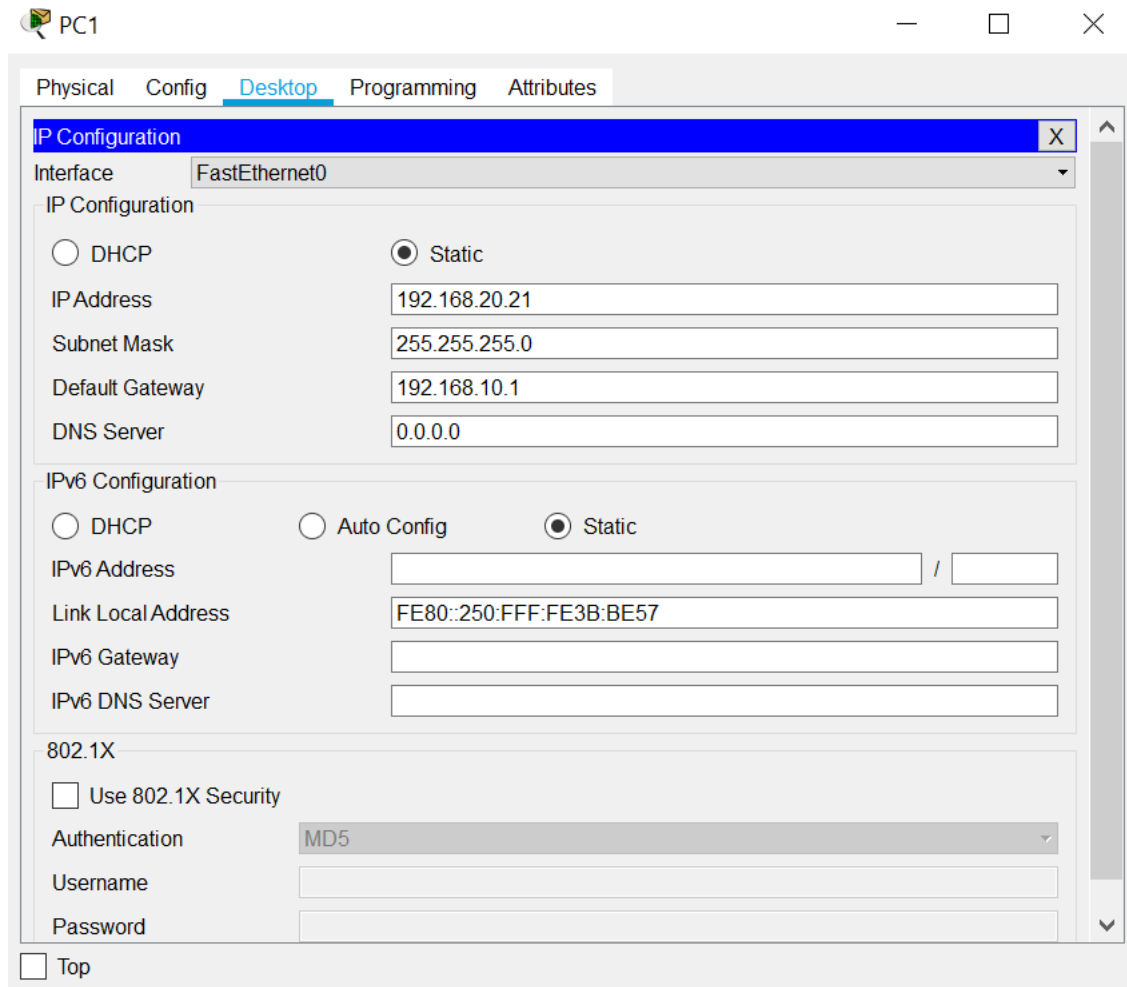 PC1
Physical Config Desktop Programming Attributes
IP Configuration X
Interface FastEthernet0
IP Configuration
DHCP Static
IP Address 192.168.20.21
Subnet Mask 255.255.255.0
Default Gateway 192.168.10.1
DNS Server 0.0.0.0
IPv6 Configuration
DHCP Auto Config Static
IPv6 Address /
Link Local Address FE80::250:FFF:FE3B:BE57
IPv6 Gateway
IPv6 DNS Server
802.1X
Use 802.1X Security
Authentication MD5
Username
Password
Top